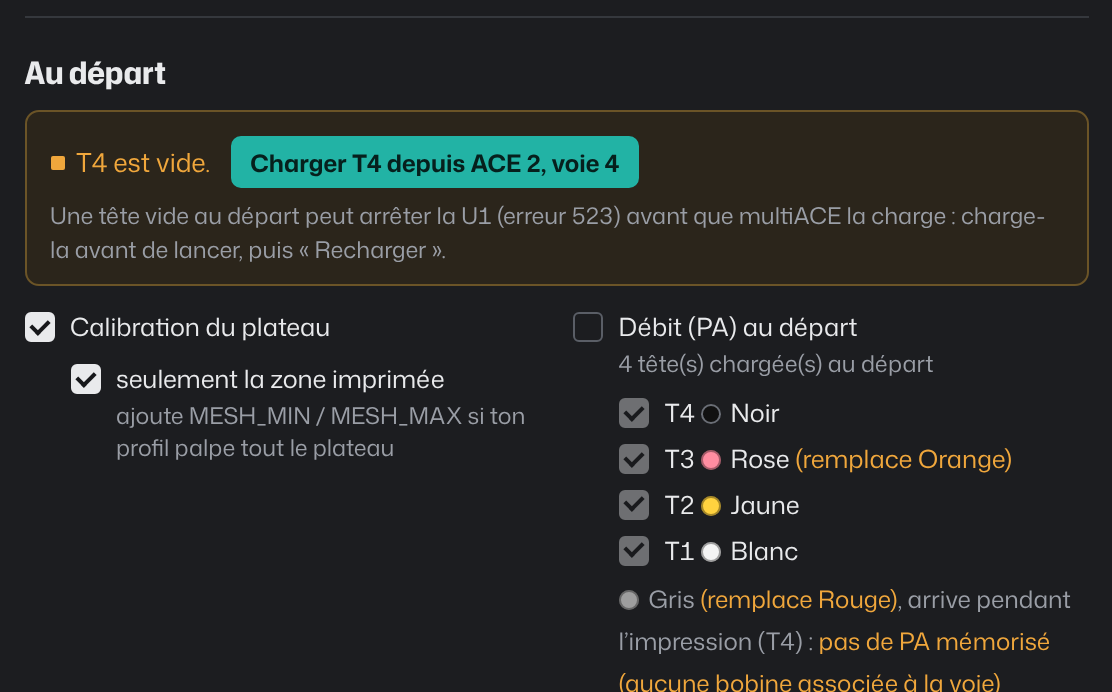 Au départ
T4 est vide. Charger T4 depuis ACE 2, voie 4
Une tête vide au départ peut arrêter la U1 (erreur 523) avant que multiACE la charge : charge-
la avant de lancer, puis « Recharger ».
Calibration du plateau
seulement la zone imprimée
ajoute MESH_MIN / MESH_MAX si ton
profil palpe tout le plateau
Débit (PA) au départ
4 tête(s) chargée(s) au départ
T4 Noir
T3 Rose (remplace Orange)
T2 Jaune
T1 Blanc
Gris (remplace Rouge), arrive pendant
l’impression (T4) : pas de PA mémorisé
(aucune bobine associée à la voie)